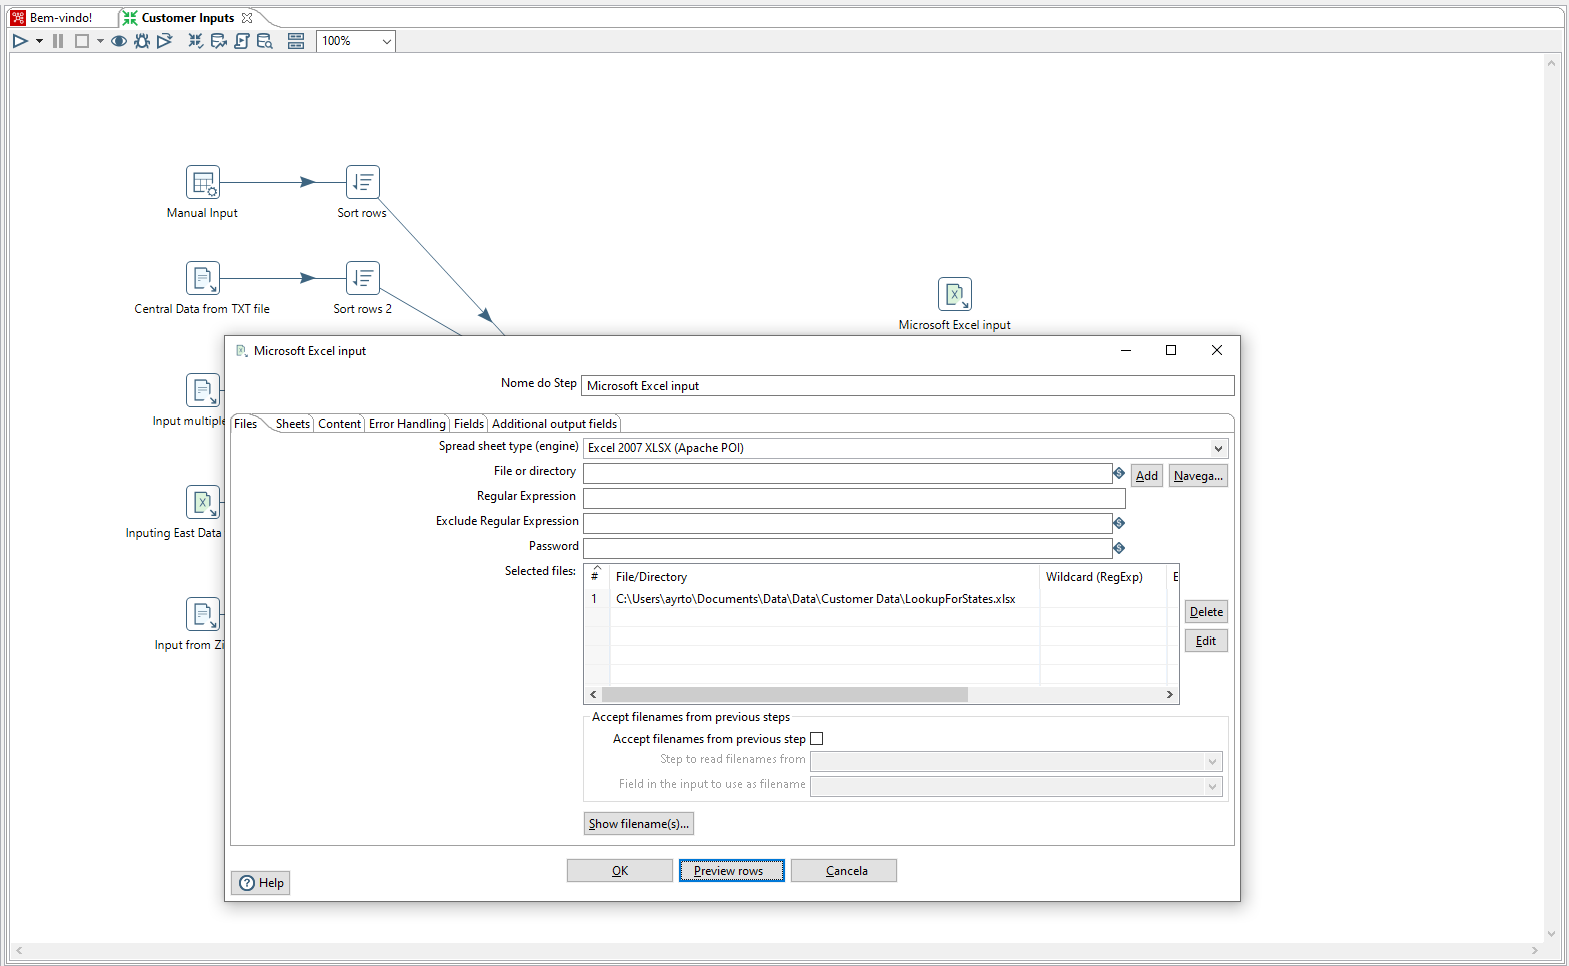 Bem-vindo!
Customer Inputs
100%
Manual Input
Sort rows
Central Data from TXT file
Sort rows 2
Microsoft Excel input
Input multiple
Inputing East Data
Input from Zi
Microsoft Excel input
Nome do Step
Microsoft Excel input
Files Sheets Content Error Handling Fields Additional output fields
Spread sheet type (engine) Excel 2007 XLSX (Apache POI)
File or directory
Add Navega...
Regular Expression
Exclude Regular Expression
Password
Selected files:
# File/Directory Wildcard (RegExp) E
1 C:\Users\ayrto\Documents\Data\Data\Customer Data\LookupForStates.xlsx
Delete
Edit
Accept filenames from previous steps
Accept filenames from previous step
Step to read filenames from
Field in the input to use as filename
Show filename(s)...
OK Preview rows Cancela
Help